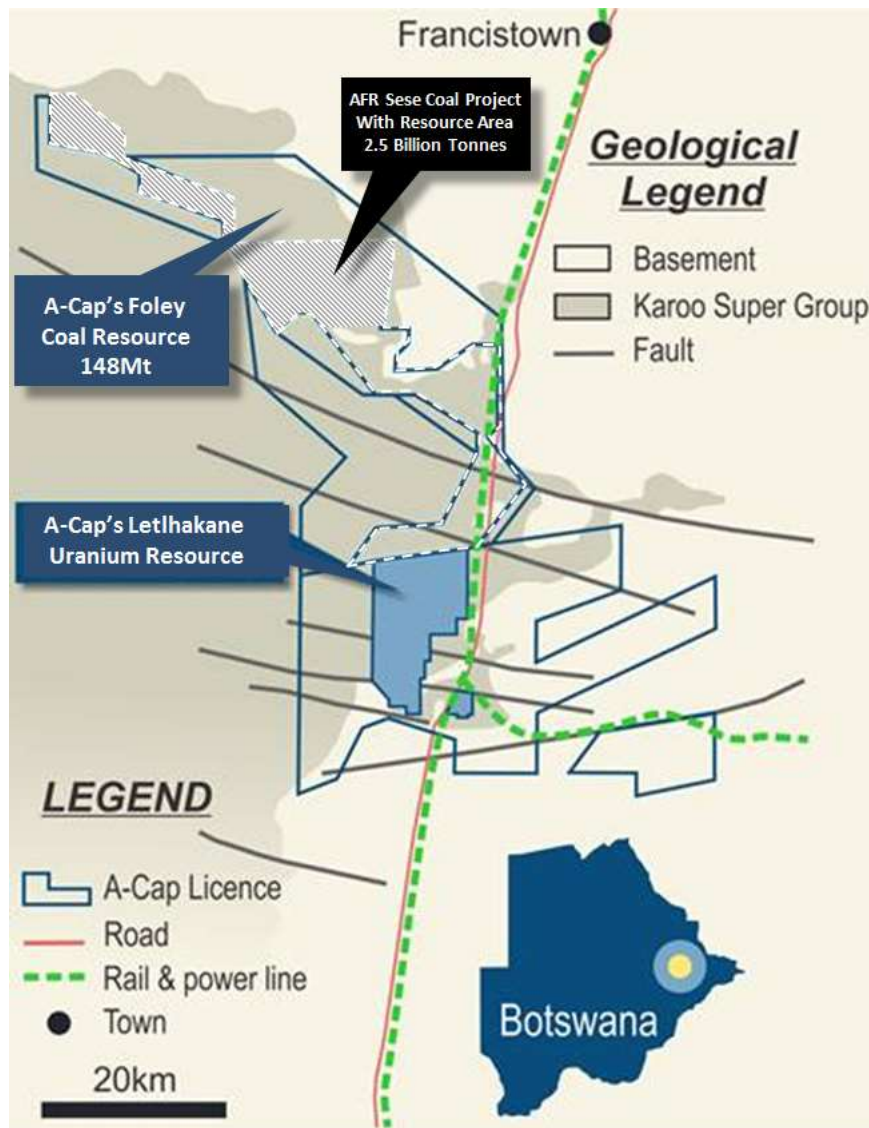 Francistown
AFR Sese Coal Project
With Resource Area
2.5 Billion Tonnes
Geological
Legend
Basement
Karoo Super Group
Fault
A-Cap's Foley
Coal Resource
148Mt
A-Cap's Letlhakane
Uranium Resource
LEGEND
A-Cap Licence
Road
Rail & power line
Town
20km
Botswana